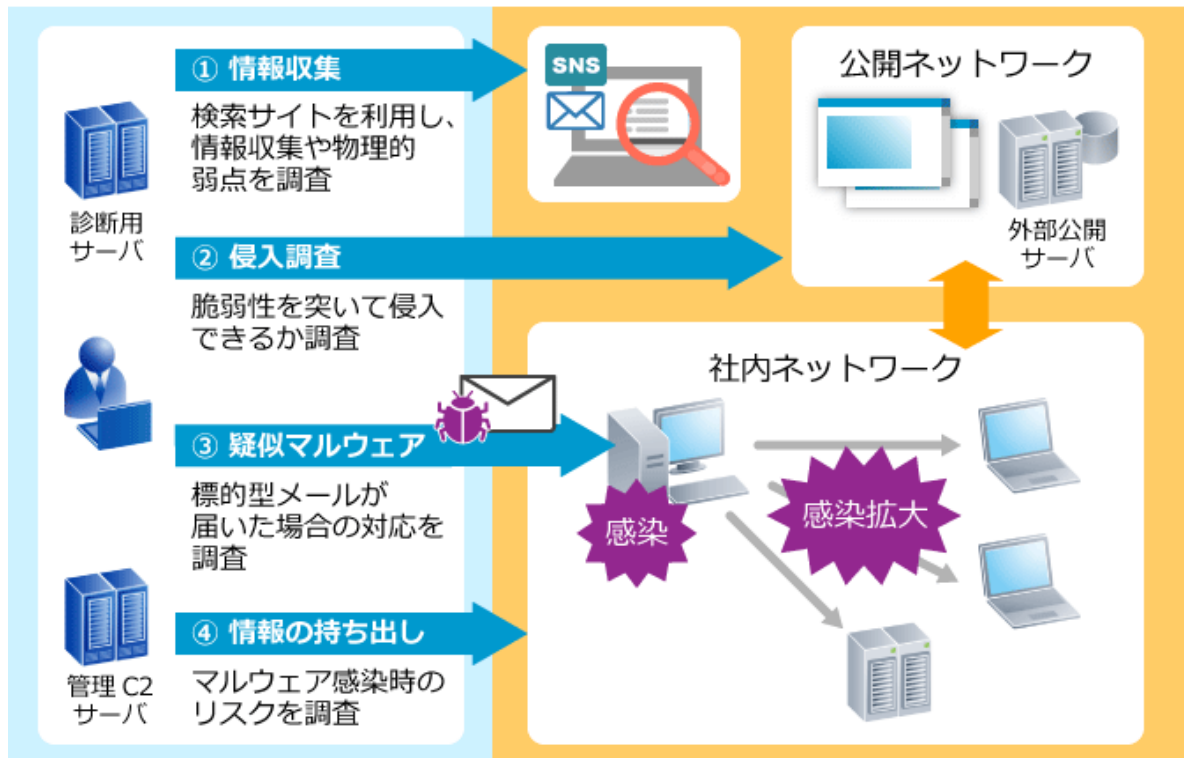 ① 情報収集
検索サイトを利用し、
情報収集や物理的
弱点を調査
診断用
サーバ
② 侵入調査
脆弱性を突いて侵入
できるか調査
③ 疑似マルウェア
標的型メールが
届いた場合の対応を
調査
④ 情報の持ち出し
マルウェア感染時の
リスクを調査
管理 C2
サーバ
SNS
公開ネットワーク
外部公開
サーバ
社内ネットワーク
感染
感染拡大